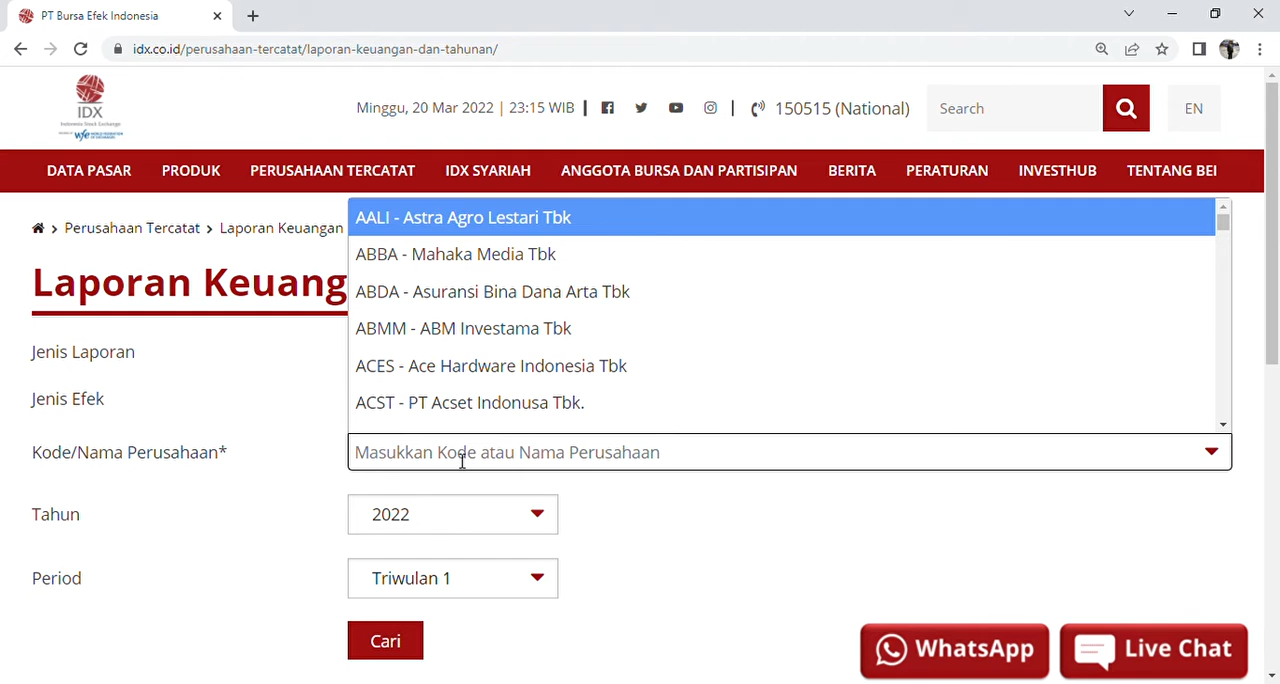 PT Bursa Efek Indonesia
idx.co.id/perusahaan-tercatat/laporan-keuangan-dan-tahunan/
IDX
Indonesia Stock Exchange
Minggu, 20 Mar 2022 | 23:15 WIB
150515 (National)
Search
EN
DATA PASAR PRODUK PERUSAHAAN TERCATAT IDX SYARIAH ANGGOTA BURSA DAN PARTISIPAN BERITA PERATURAN INVESTHUB TENTANG BEI
Perusahaan Tercatat > Laporan Keuangan
Laporan Keuang
AALI - Astra Agro Lestari Tbk
ABBA - Mahaka Media Tbk
ABDA - Asuransi Bina Dana Arta Tbk
ABMM - ABM Investama Tbk
ACES - Ace Hardware Indonesia Tbk
ACST - PT Acset Indonusa Tbk.
Jenis Laporan
Jenis Efek
Kode/Nama Perusahaan*
Masukkan Kode atau Nama Perusahaan
Tahun
2022
Period
Triwulan 1
Cari
WhatsApp
Live Chat